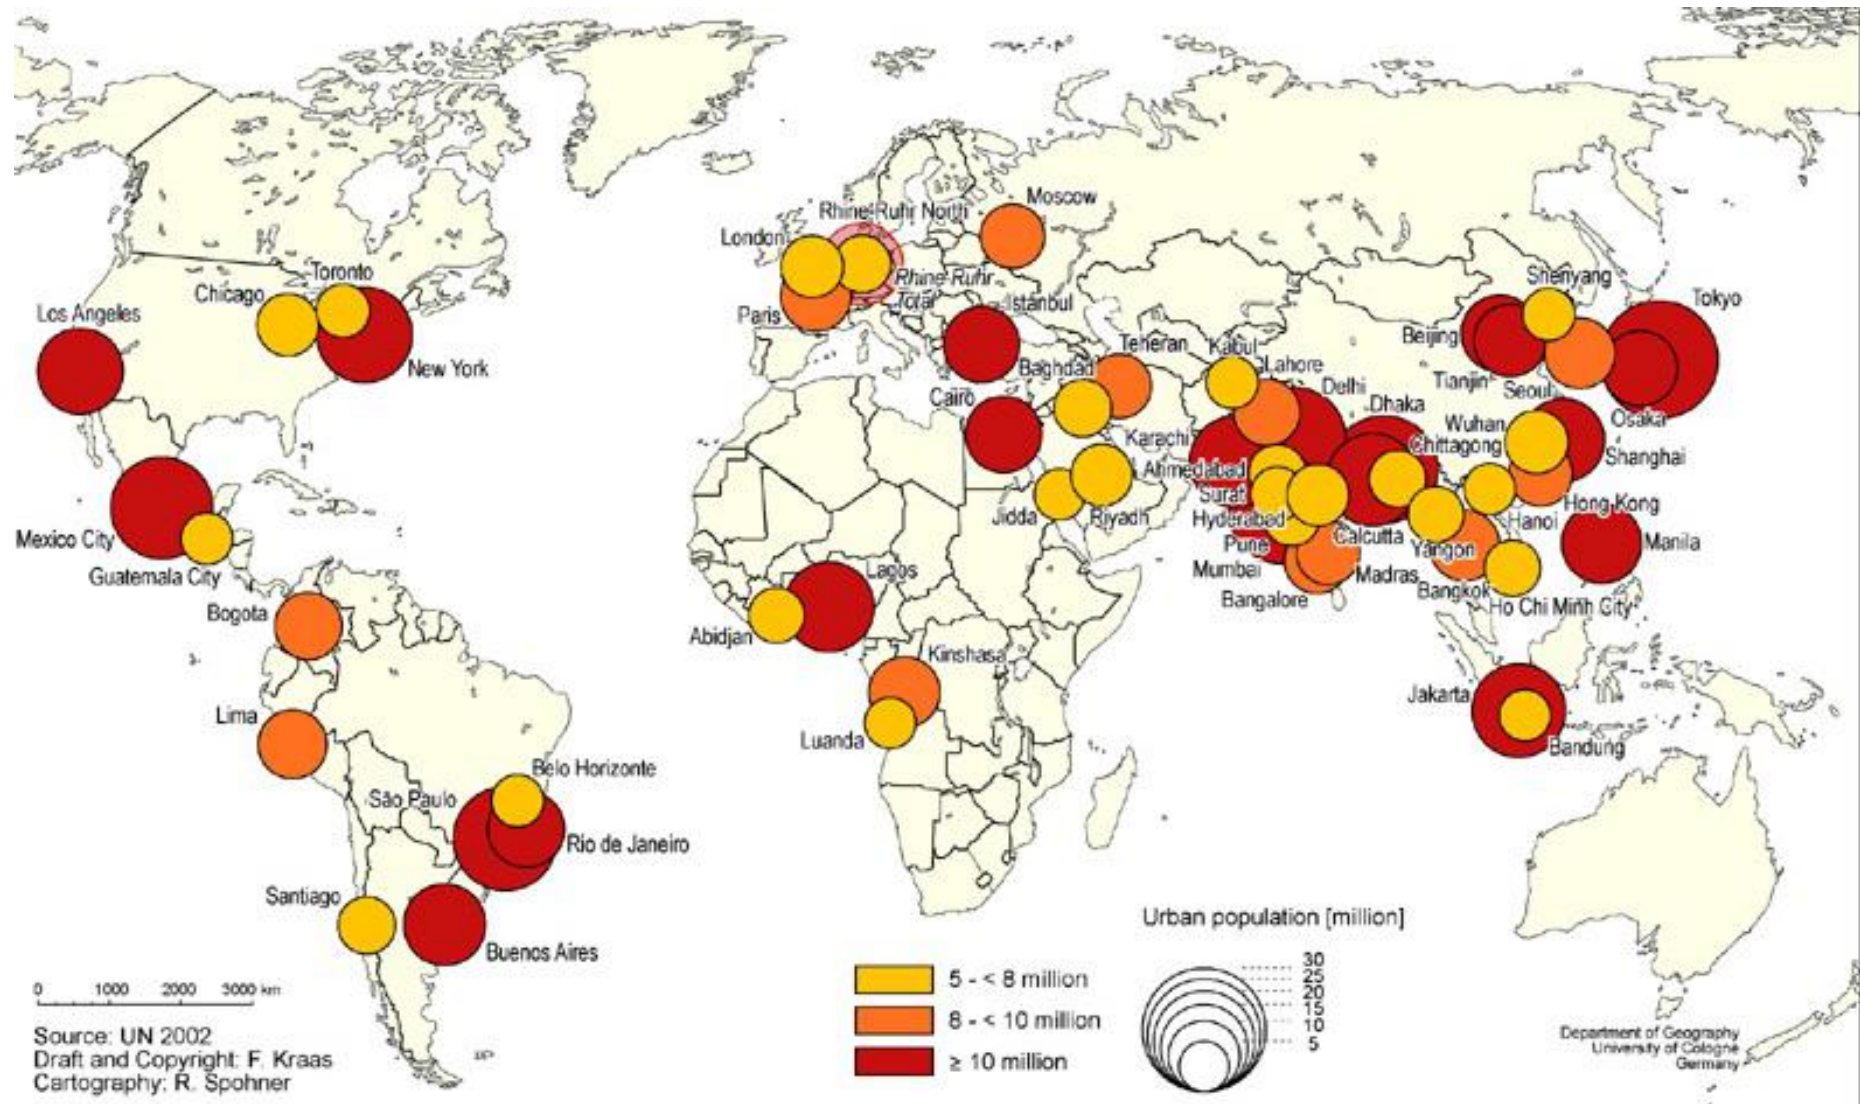 Moscow
Rhine-Ruhr North
London
Rhine-Ruhr
Total
Paris
Istanbul
Toronto
Chicago
Los Angeles
New York
Shenyang
Tokyo
Beijing
Tianjin
Seoul
Osaka
Teheran
Kabul
Lahore
Baghdad
Delhi
Cairo
Dhaka
Wuhan
Karachi
Chittagong
Shanghai
Ahmedabad
Surat
Jidda
Riyadh
Hyderabad
Hanoi
Hong Kong
Pune
Calcutta
Yangon
Manila
Mumbai
Madras
Bangkok
Bangalore
Ho Chi Minh City
Mexico City
Guatemala City
Bogota
Lagos
Abidjan
Kinshasa
Lima
Luanda
Jakarta
Bandung
Belo Horizonte
São Paulo
Rio de Janeiro
Santiago
Buenos Aires
Urban population [million]
30
25
20
15
10
5
5 - < 8 million
8 - < 10 million
≥ 10 million
0 1000 2000 3000 km
Source: UN 2002
Draft and Copyright: F. Kraas
Cartography: R. Spohner
Department of Geography
University of Cologne
Germany